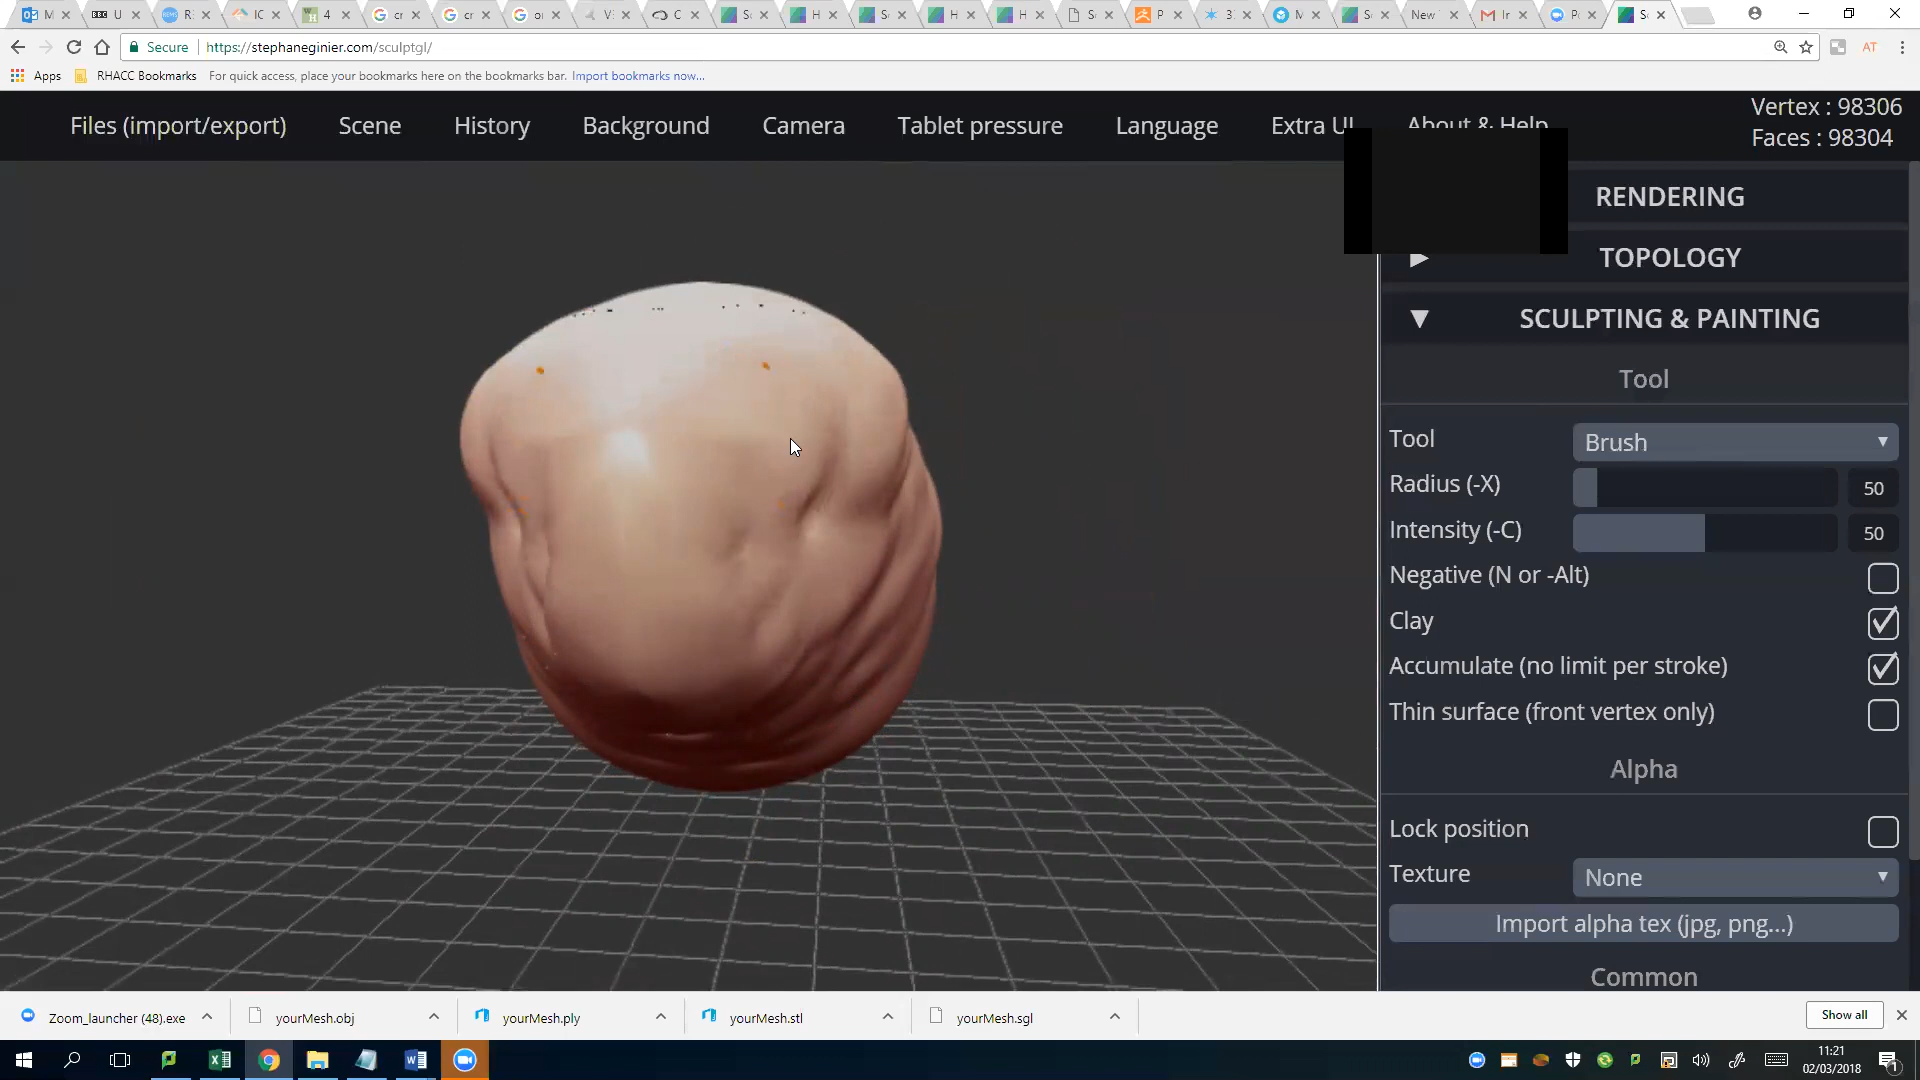 Secure https://stephaneginier.com/sculptgl/
Apps RHACC Bookmarks For quick access, place your bookmarks here on the bookmarks bar. Import bookmarks now...
Files (import/export) Scene History Background Camera Tablet pressure Language Extra UI About & Help
Vertex : 98306
Faces : 98304
RENDERING
TOPOLOGY
SCULPTING & PAINTING
Tool
Tool Brush
Radius (-X) 50
Intensity (-C) 50
Negative (N or -Alt)
Clay
Accumulate (no limit per stroke)
Thin surface (front vertex only)
Alpha
Lock position
Texture None
Import alpha tex (jpg, png...)
Common
Zoom_launcher (48).exe yourMesh.obj yourMesh.ply yourMesh.stl yourMesh.sgl Show all
11:21
02/03/2018